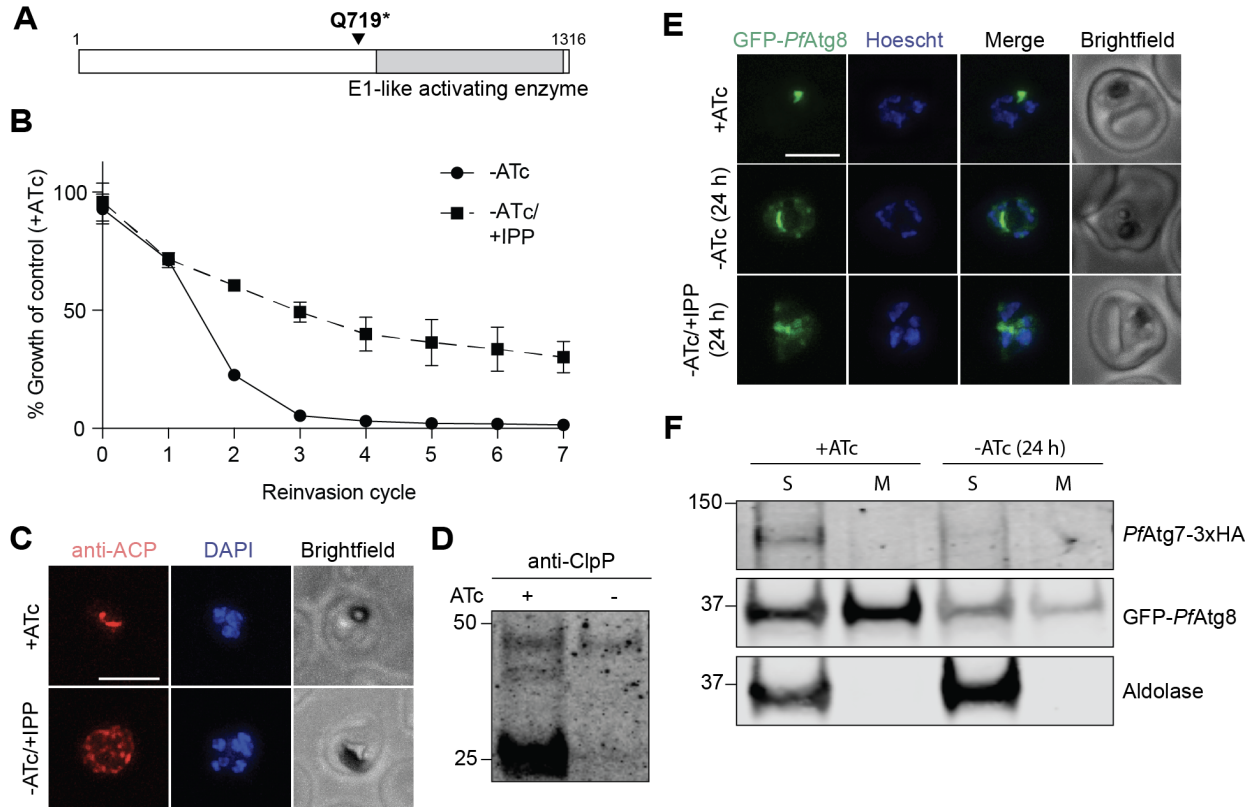 A
Q719*
1
1316
E1-like activating enzyme
B
% Growth of control (+ATc)
100
50
0
0 1 2 3 4 5 6 7
Reinvasion cycle
-ATc
-ATc/
+IPP
C
anti-ACP DAPI Brightfield
+ATc
-ATc/+IPP
D
anti-ClpP
ATc + -
50
25
E
GFP-PfAtg8 Hoescht Merge Brightfield
+ATc
-ATc (24 h)
-ATc/+IPP
(24 h)
F
+ATc -ATc (24 h)
S M S M
150
PfAtg7-3xHA
37
GFP-PfAtg8
37
Aldolase